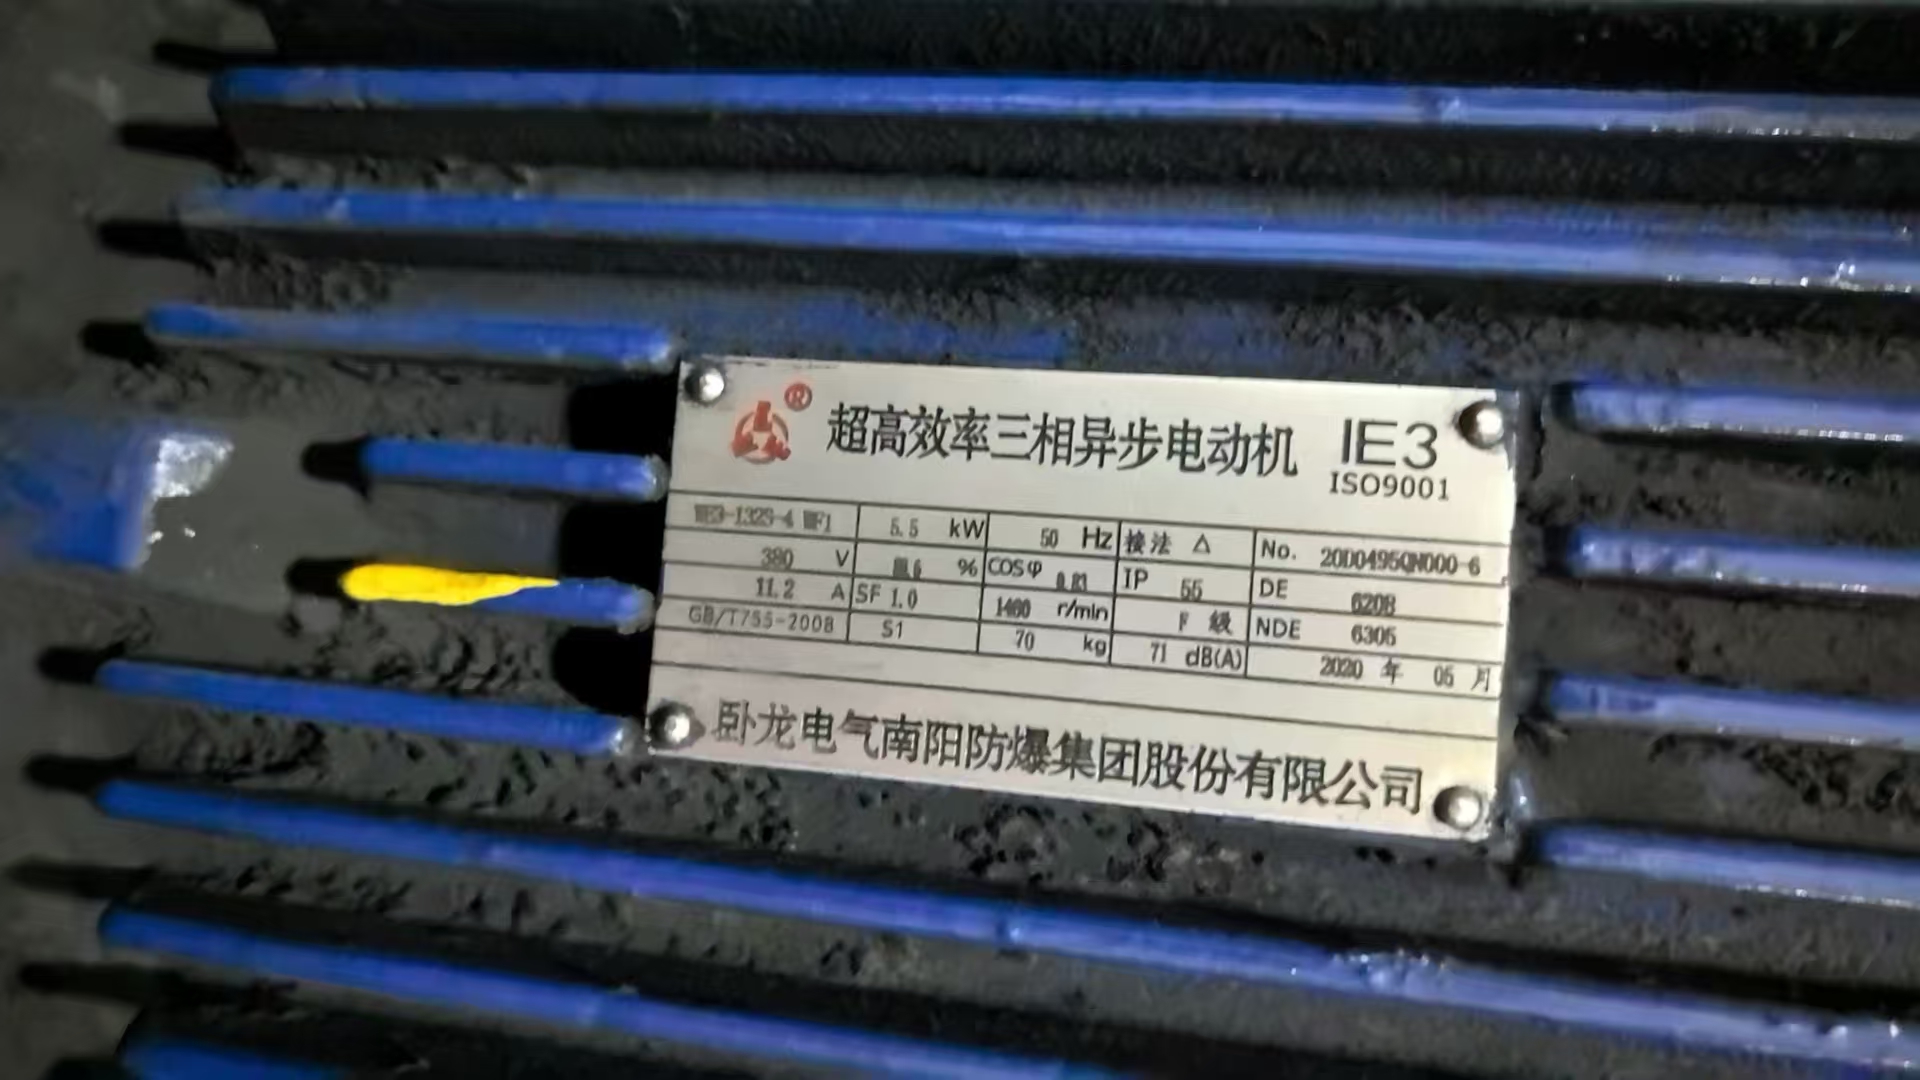 ® 超高效率三相异步电动机 IE3
ISO9001
5.5 kW 50 Hz 接法 △ No. 20D0495QN000-6
380 V % COSφ IP 55 DE
11.2 A SF 1.0 1460 r/min F 级 NDE 6305
GB/T755-2008 S1 70 kg 71 dB(A) 2020 年 05 月
卧龙电气南阳防爆集团股份有限公司